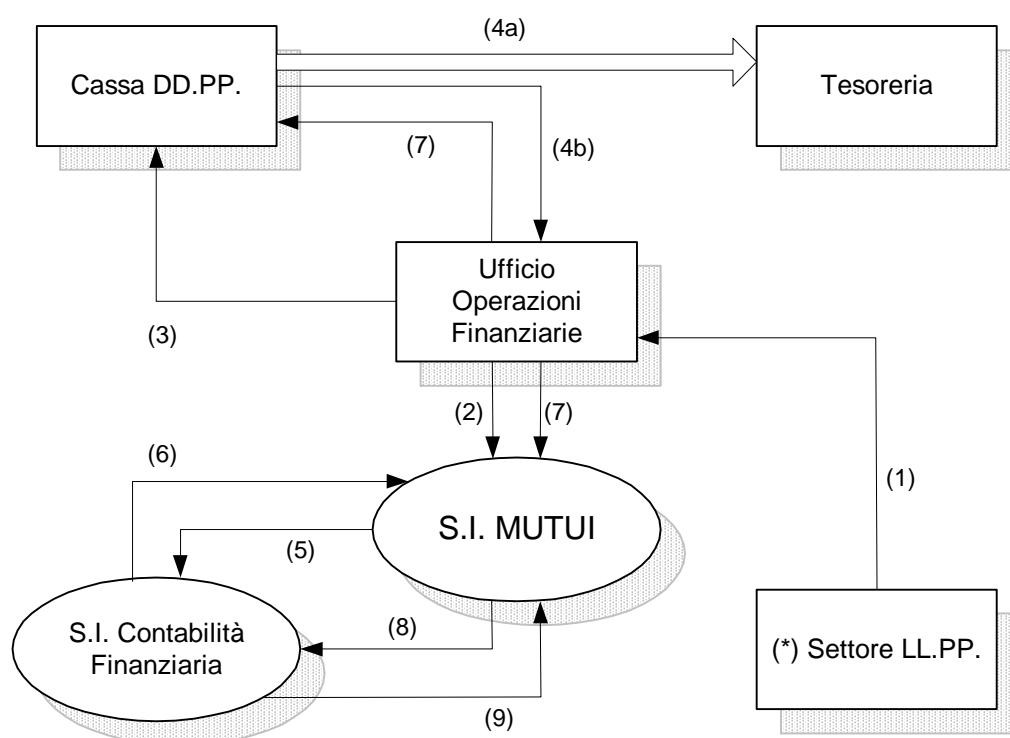 (4a)
Cassa DD.PP.
Tesoreria
(7)
(4b)
Ufficio
Operazioni
Finanziarie
(3)
(2)
(7)
(6)
(1)
S.I. MUTUI
(5)
S.I. Contabilità
Finanziaria
(8)
(*) Settore LL.PP.
(9)